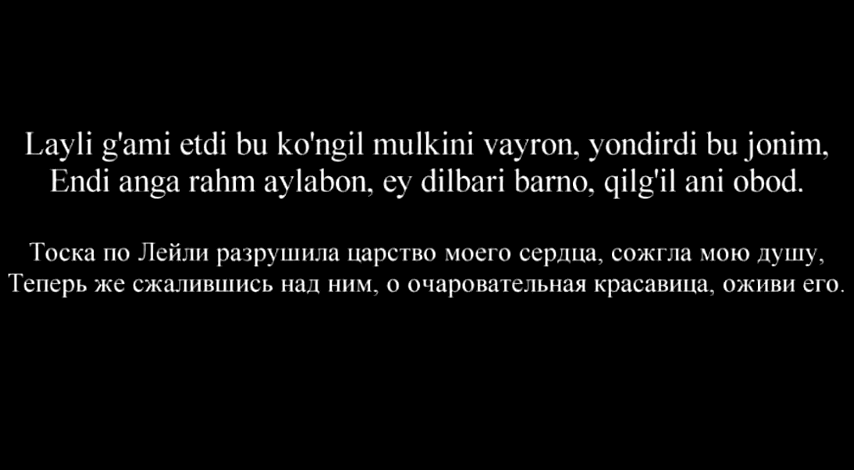 Layli g'ami etdi bu ko'ngil mulkini vayron, yondirdi bu jonim,
Endi anga rahm aylabon, ey dilbari barno, qilg'il ani obod.
Тоска по Лейли разрушила царство моего сердца, сожгла мою душу,
Теперь же сжалившись над ним, о очаровательная красавица, оживи его.